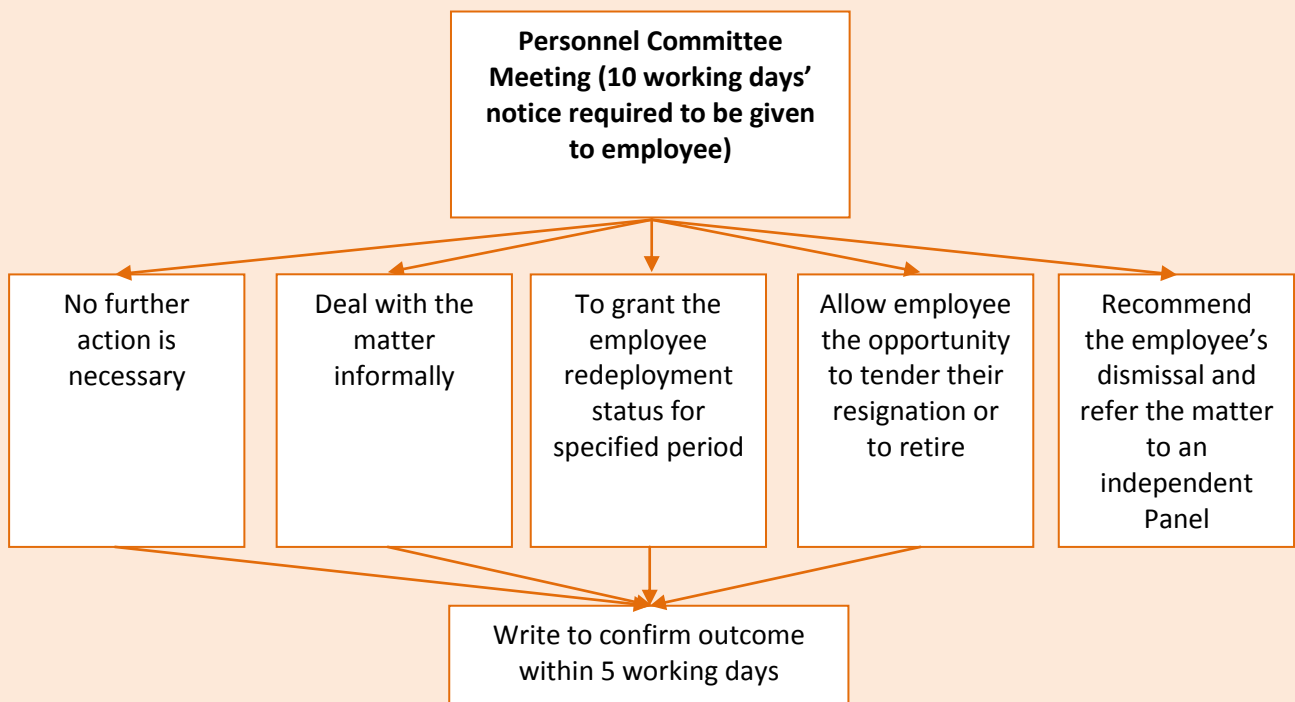 Personnel Committee
Meeting (10 working days’
notice required to be given
to employee)
No further
action is
necessary
Deal with the
matter
informally
To grant the
employee
redeployment
status for
specified period
Allow employee
the opportunity
to tender their
resignation or
to retire
Recommend
the employee’s
dismissal and
refer the matter
to an
independent
Panel
Write to confirm outcome
within 5 working days